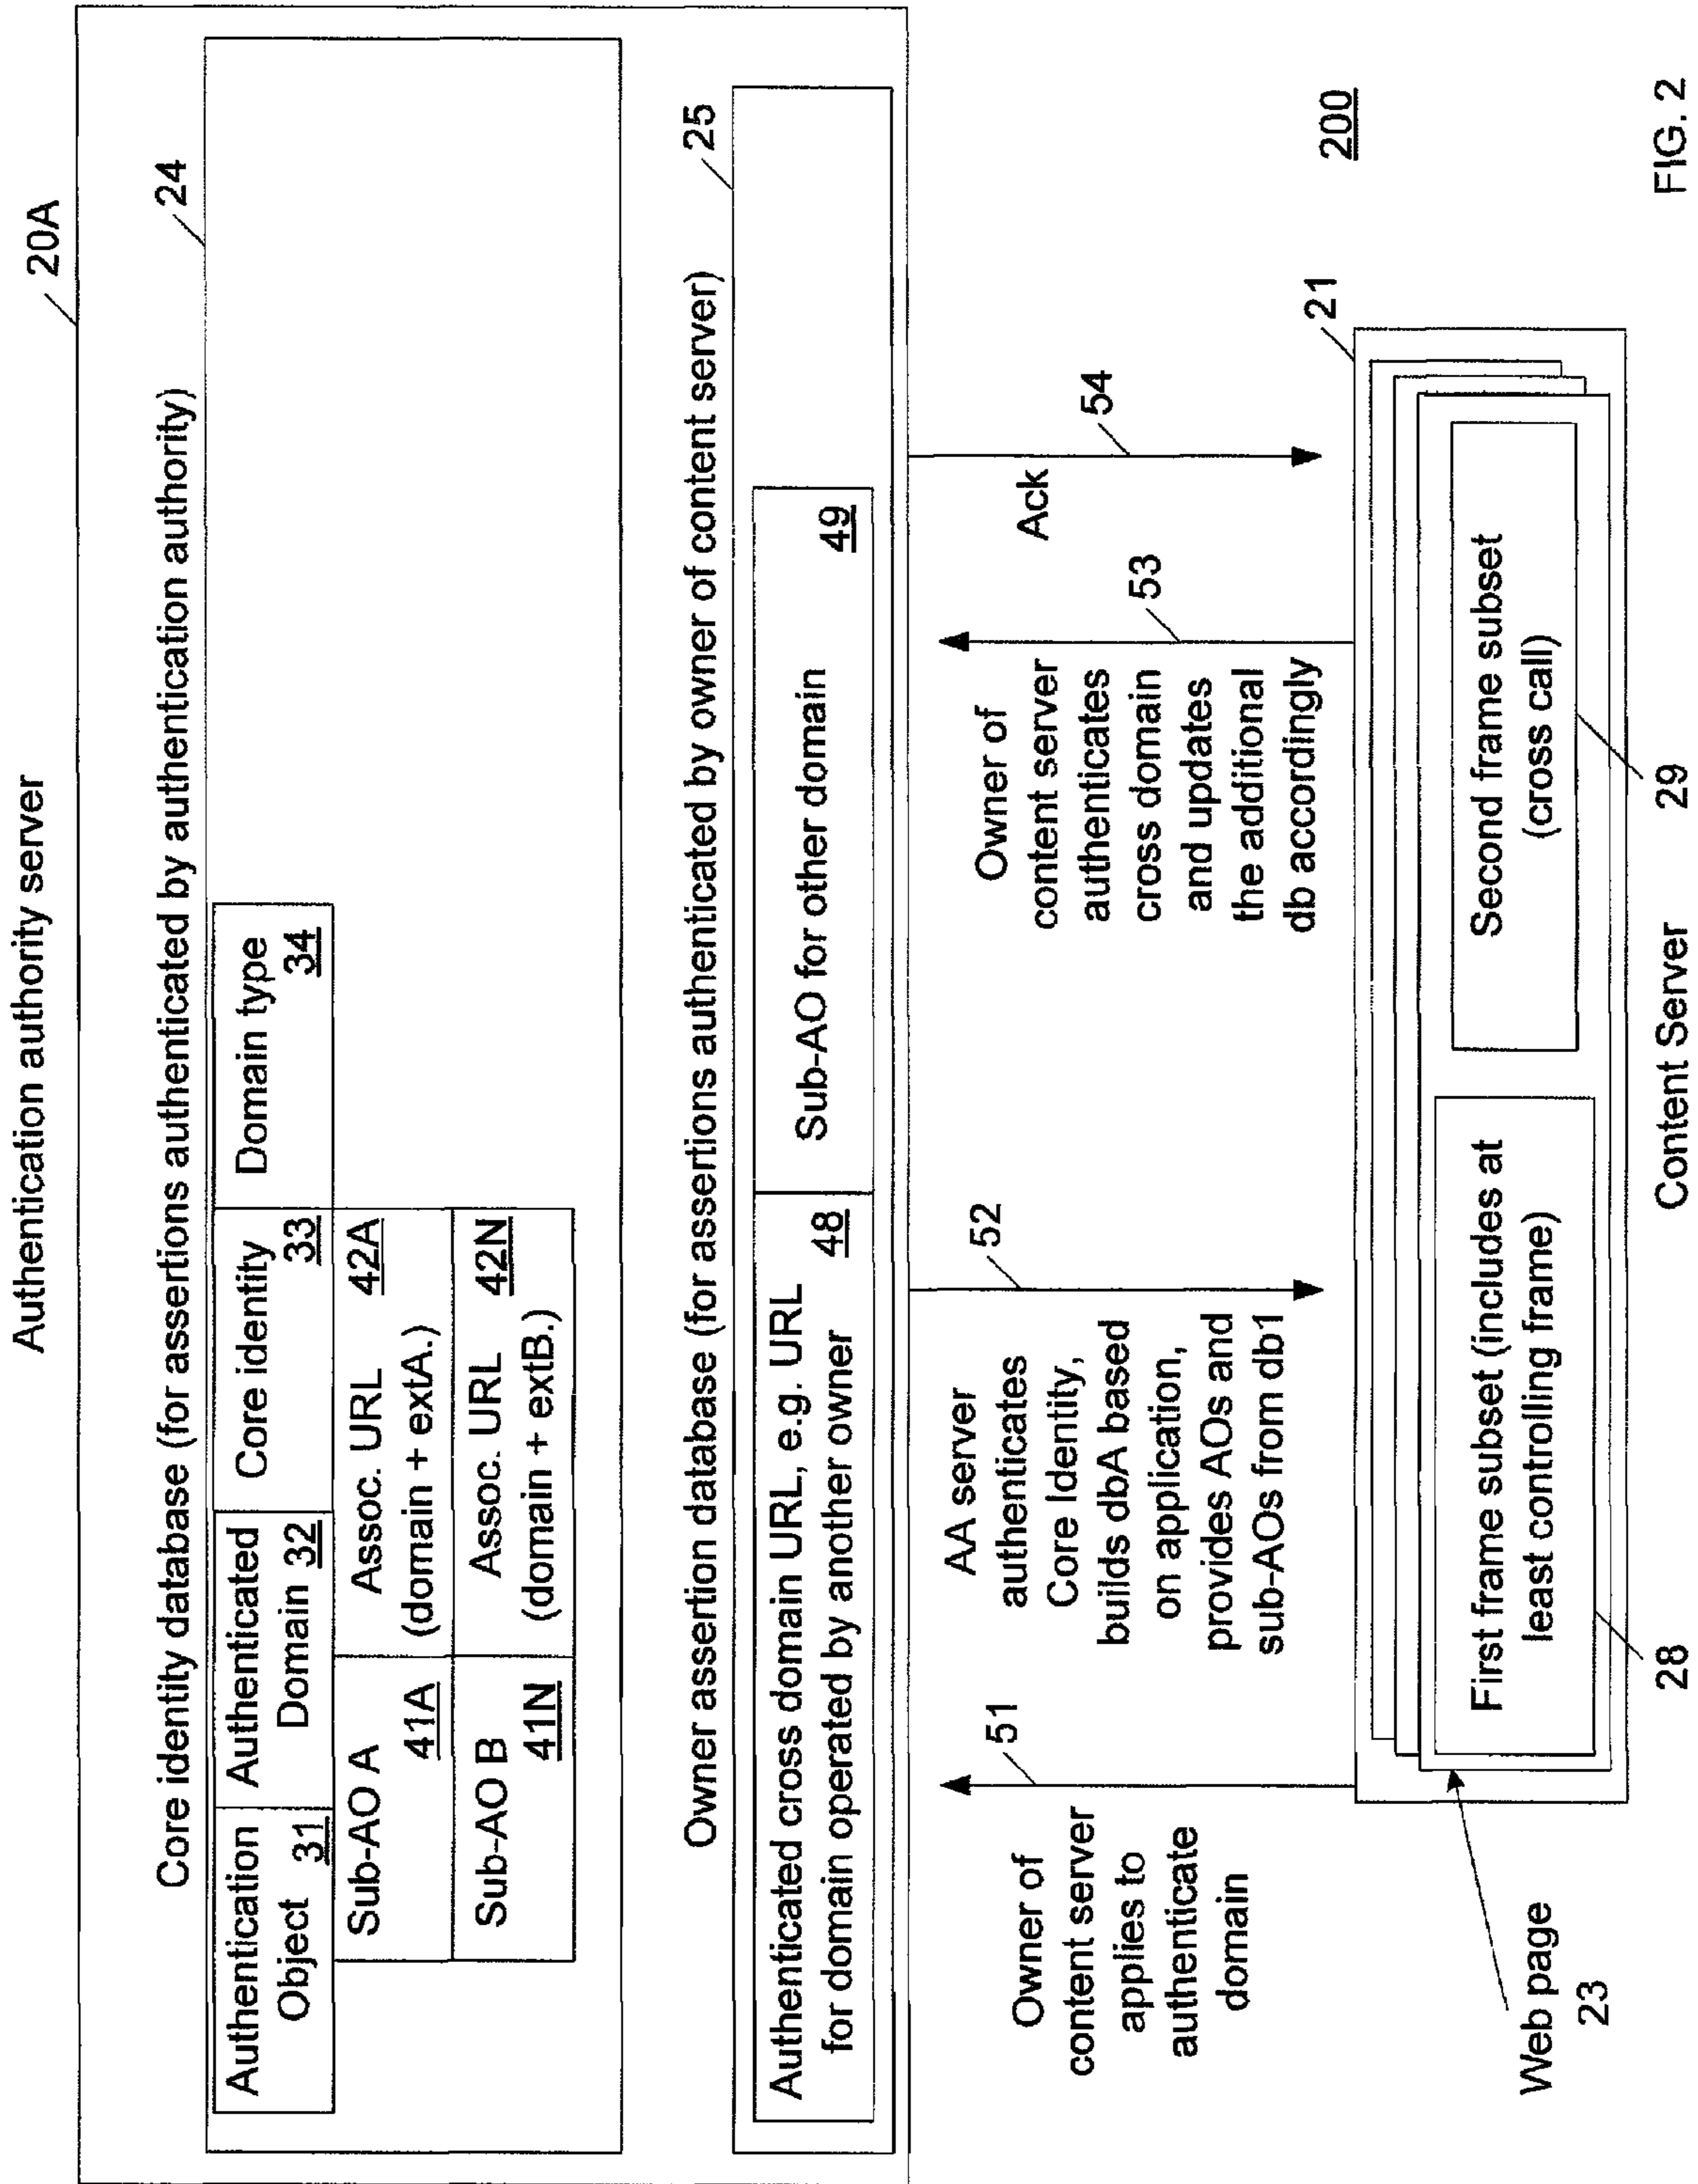 Authentication authority server
20A
Core identity database (for assertions authenticated by authentication authority)
24
Authentication
Object 31
Authenticated
Domain 32
Core identity
33
Domain type
34
Sub-AO A
41A
Assoc. URL 42A
(domain + extA.)
Sub-AO B
41N
Assoc. URL 42N
(domain + extB.)
Owner assertion database (for assertions authenticated by owner of content server)
25
Authenticated cross domain URL, e.g. URL
for domain operated by another owner 48
Sub-AO for other domain
49
Owner of
content server
applies to
authenticate
domain
51
AA server
authenticates
Core Identity,
builds dbA based
on application,
provides AOs and
sub-AOs from db1
52
Owner of
content server
authenticates
cross domain
and updates
the additional
db accordingly
53
Ack
54
200
21
First frame subset (includes at
least controlling frame)
Second frame subset
(cross call)
Web page
23
28
Content Server
29
FIG. 2